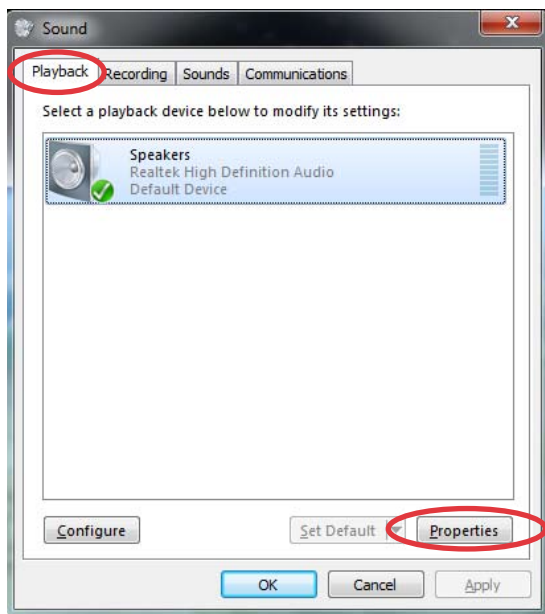 Sound
Playback Recording Sounds Communications
Select a playback device below to modify its settings:
Speakers
Realtek High Definition Audio
Default Device
Configure Set Default Properties
OK Cancel Apply